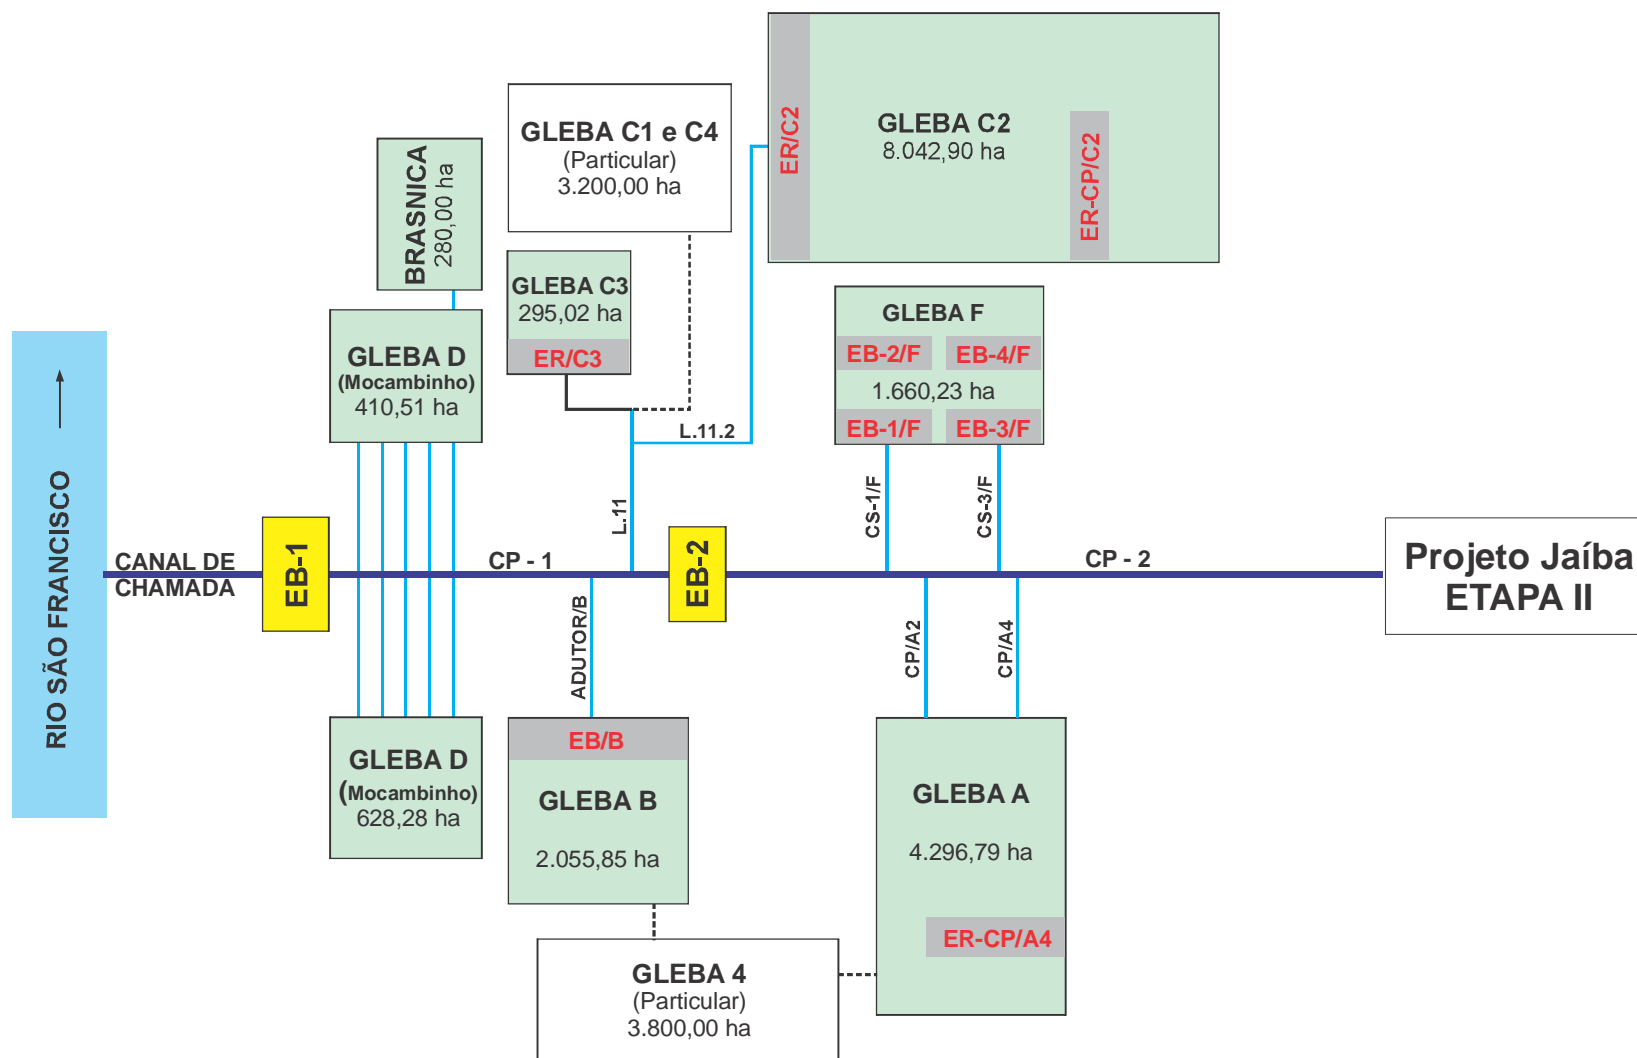 GLEBA C1 e C4
(Particular)
3.200,00 ha
BRASNICA
280,00 ha
ER/C2
GLEBA C2
8.042,90 ha
ER-CP/C2
GLEBA C3
295,02 ha
ER/C3
GLEBA D
(Mocambinho)
410,51 ha
GLEBA F
EB-2/F
EB-4/F
1.660,23 ha
EB-1/F
EB-3/F
L.11.2
L.11
CS-1/F
CS-3/F
RIO SÃO FRANCISCO
CANAL DE
CHAMADA
EB-1
CP - 1
EB-2
CP - 2
Projeto Jaíba
ETAPA II
ADUTOR/B
CP/A2
CP/A4
GLEBA D
(Mocambinho)
628,28 ha
EB/B
GLEBA B
2.055,85 ha
GLEBA A
4.296,79 ha
ER-CP/A4
GLEBA 4
(Particular)
3.800,00 ha